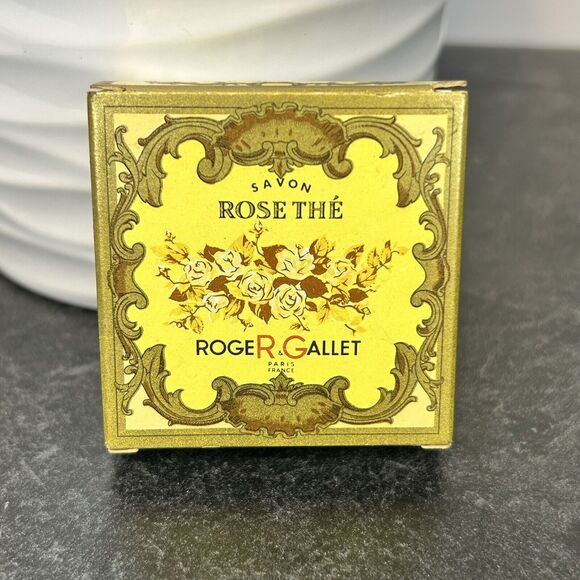 SAVON
ROSE THÉ
ROGER & GALLET
PARIS
FRANCE